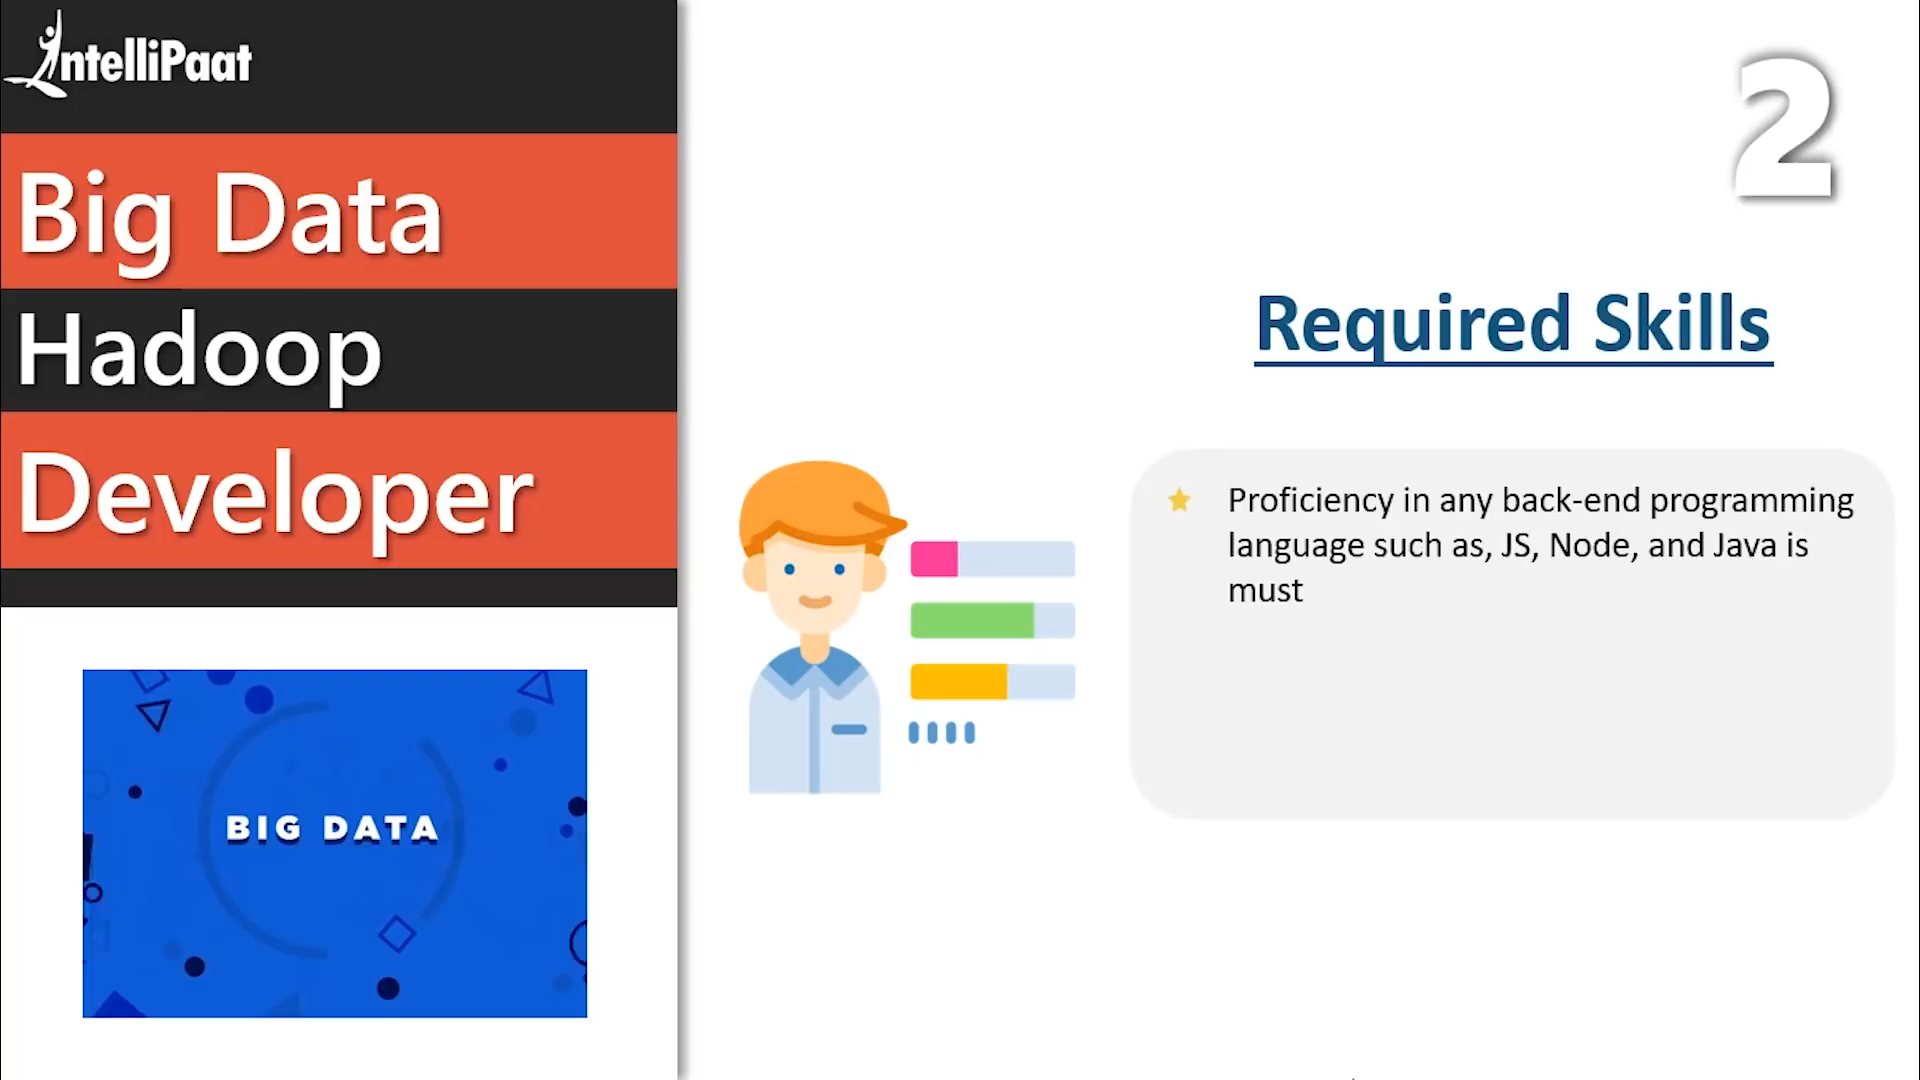 IntelliPaat
Big Data
Hadoop
Developer
BIG DATA
2
Required Skills
Proficiency in any back-end programming
language such as, JS, Node, and Java is
must